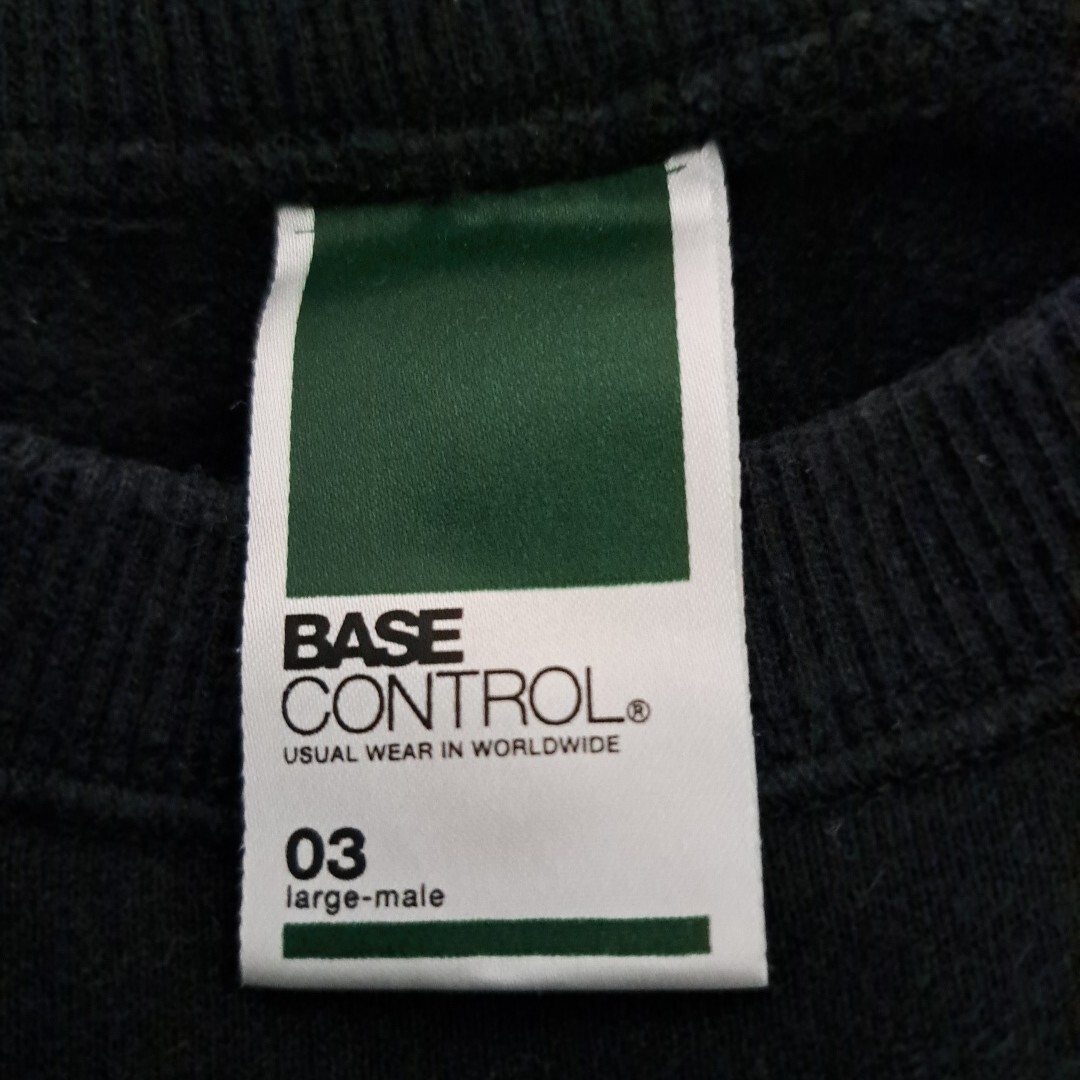 BASE
CONTROL®
USUAL WEAR IN WORLDWIDE
03
large-male